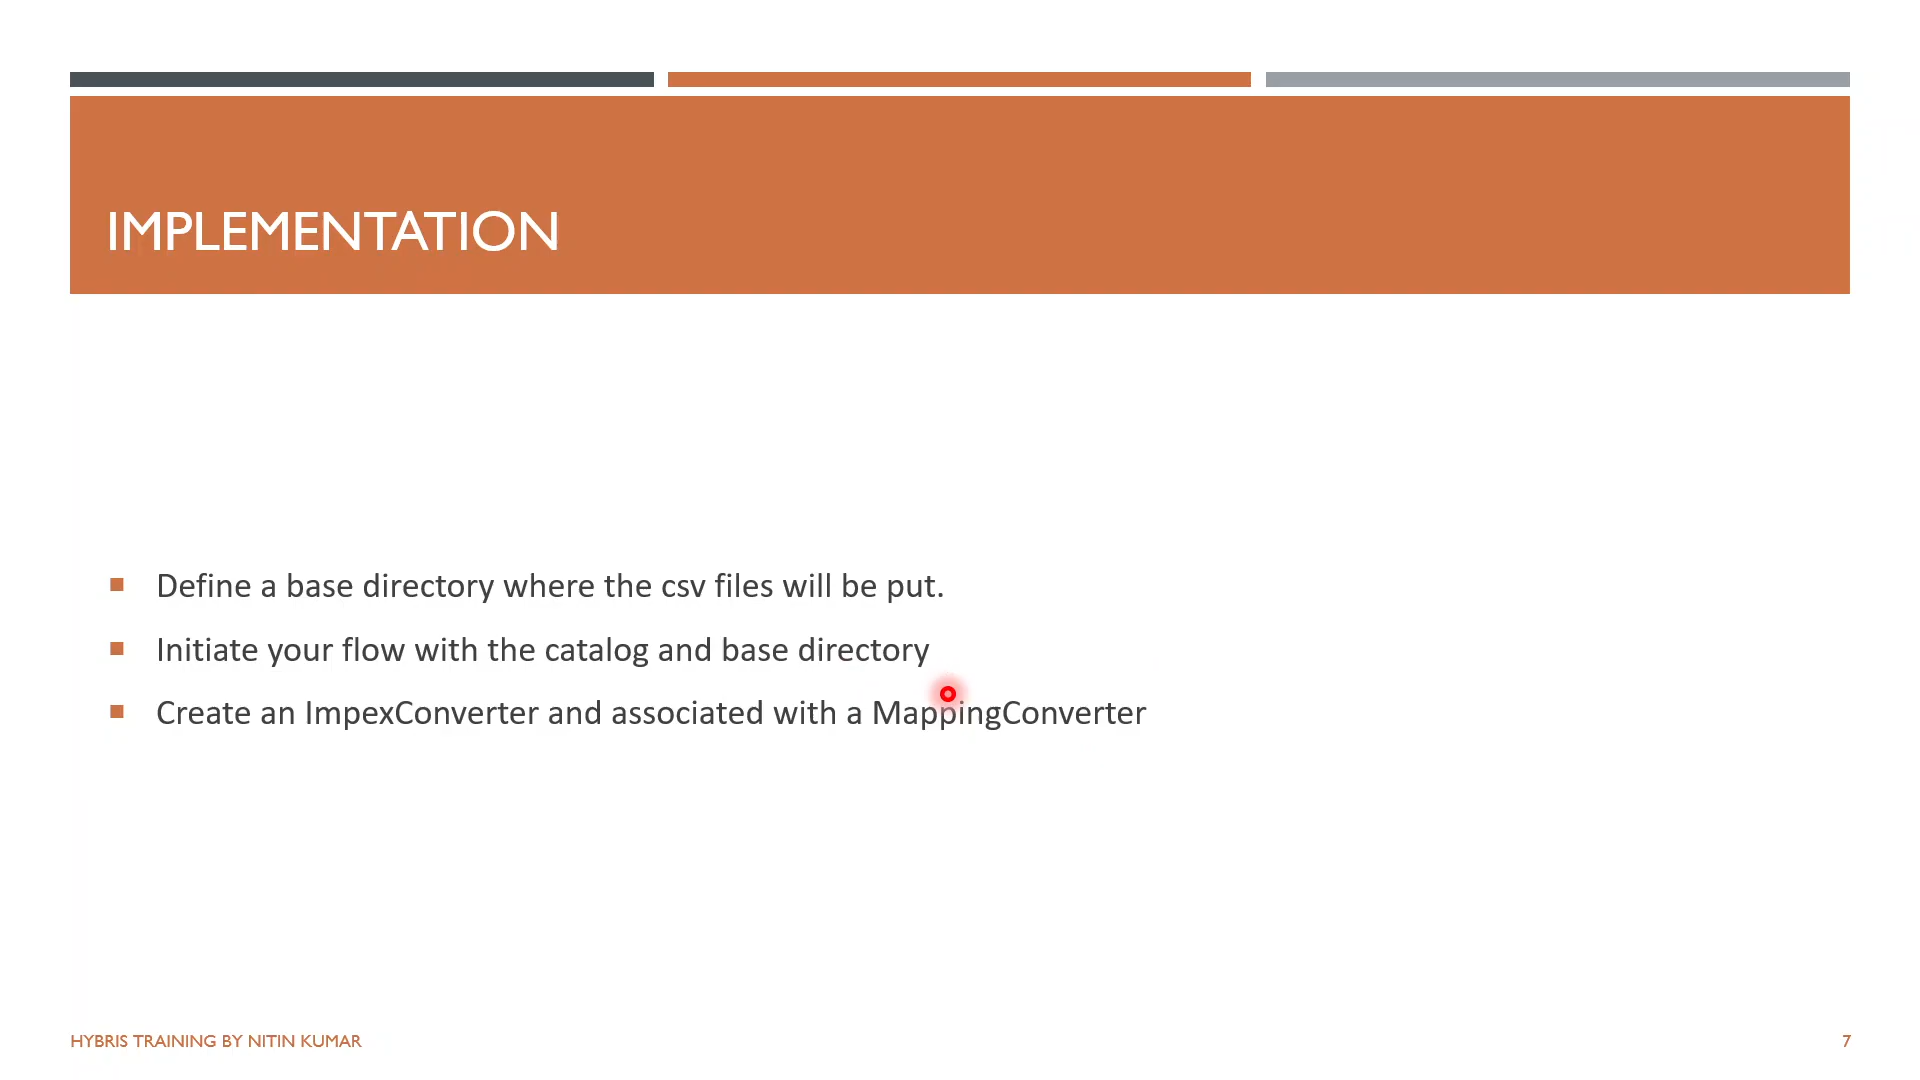 IMPLEMENTATION
Define a base directory where the csv files will be put.
Initiate your flow with the catalog and base directory
Create an ImpexConverter and associated with a MappingConverter
HYBRIS TRAINING BY NITIN KUMAR
7